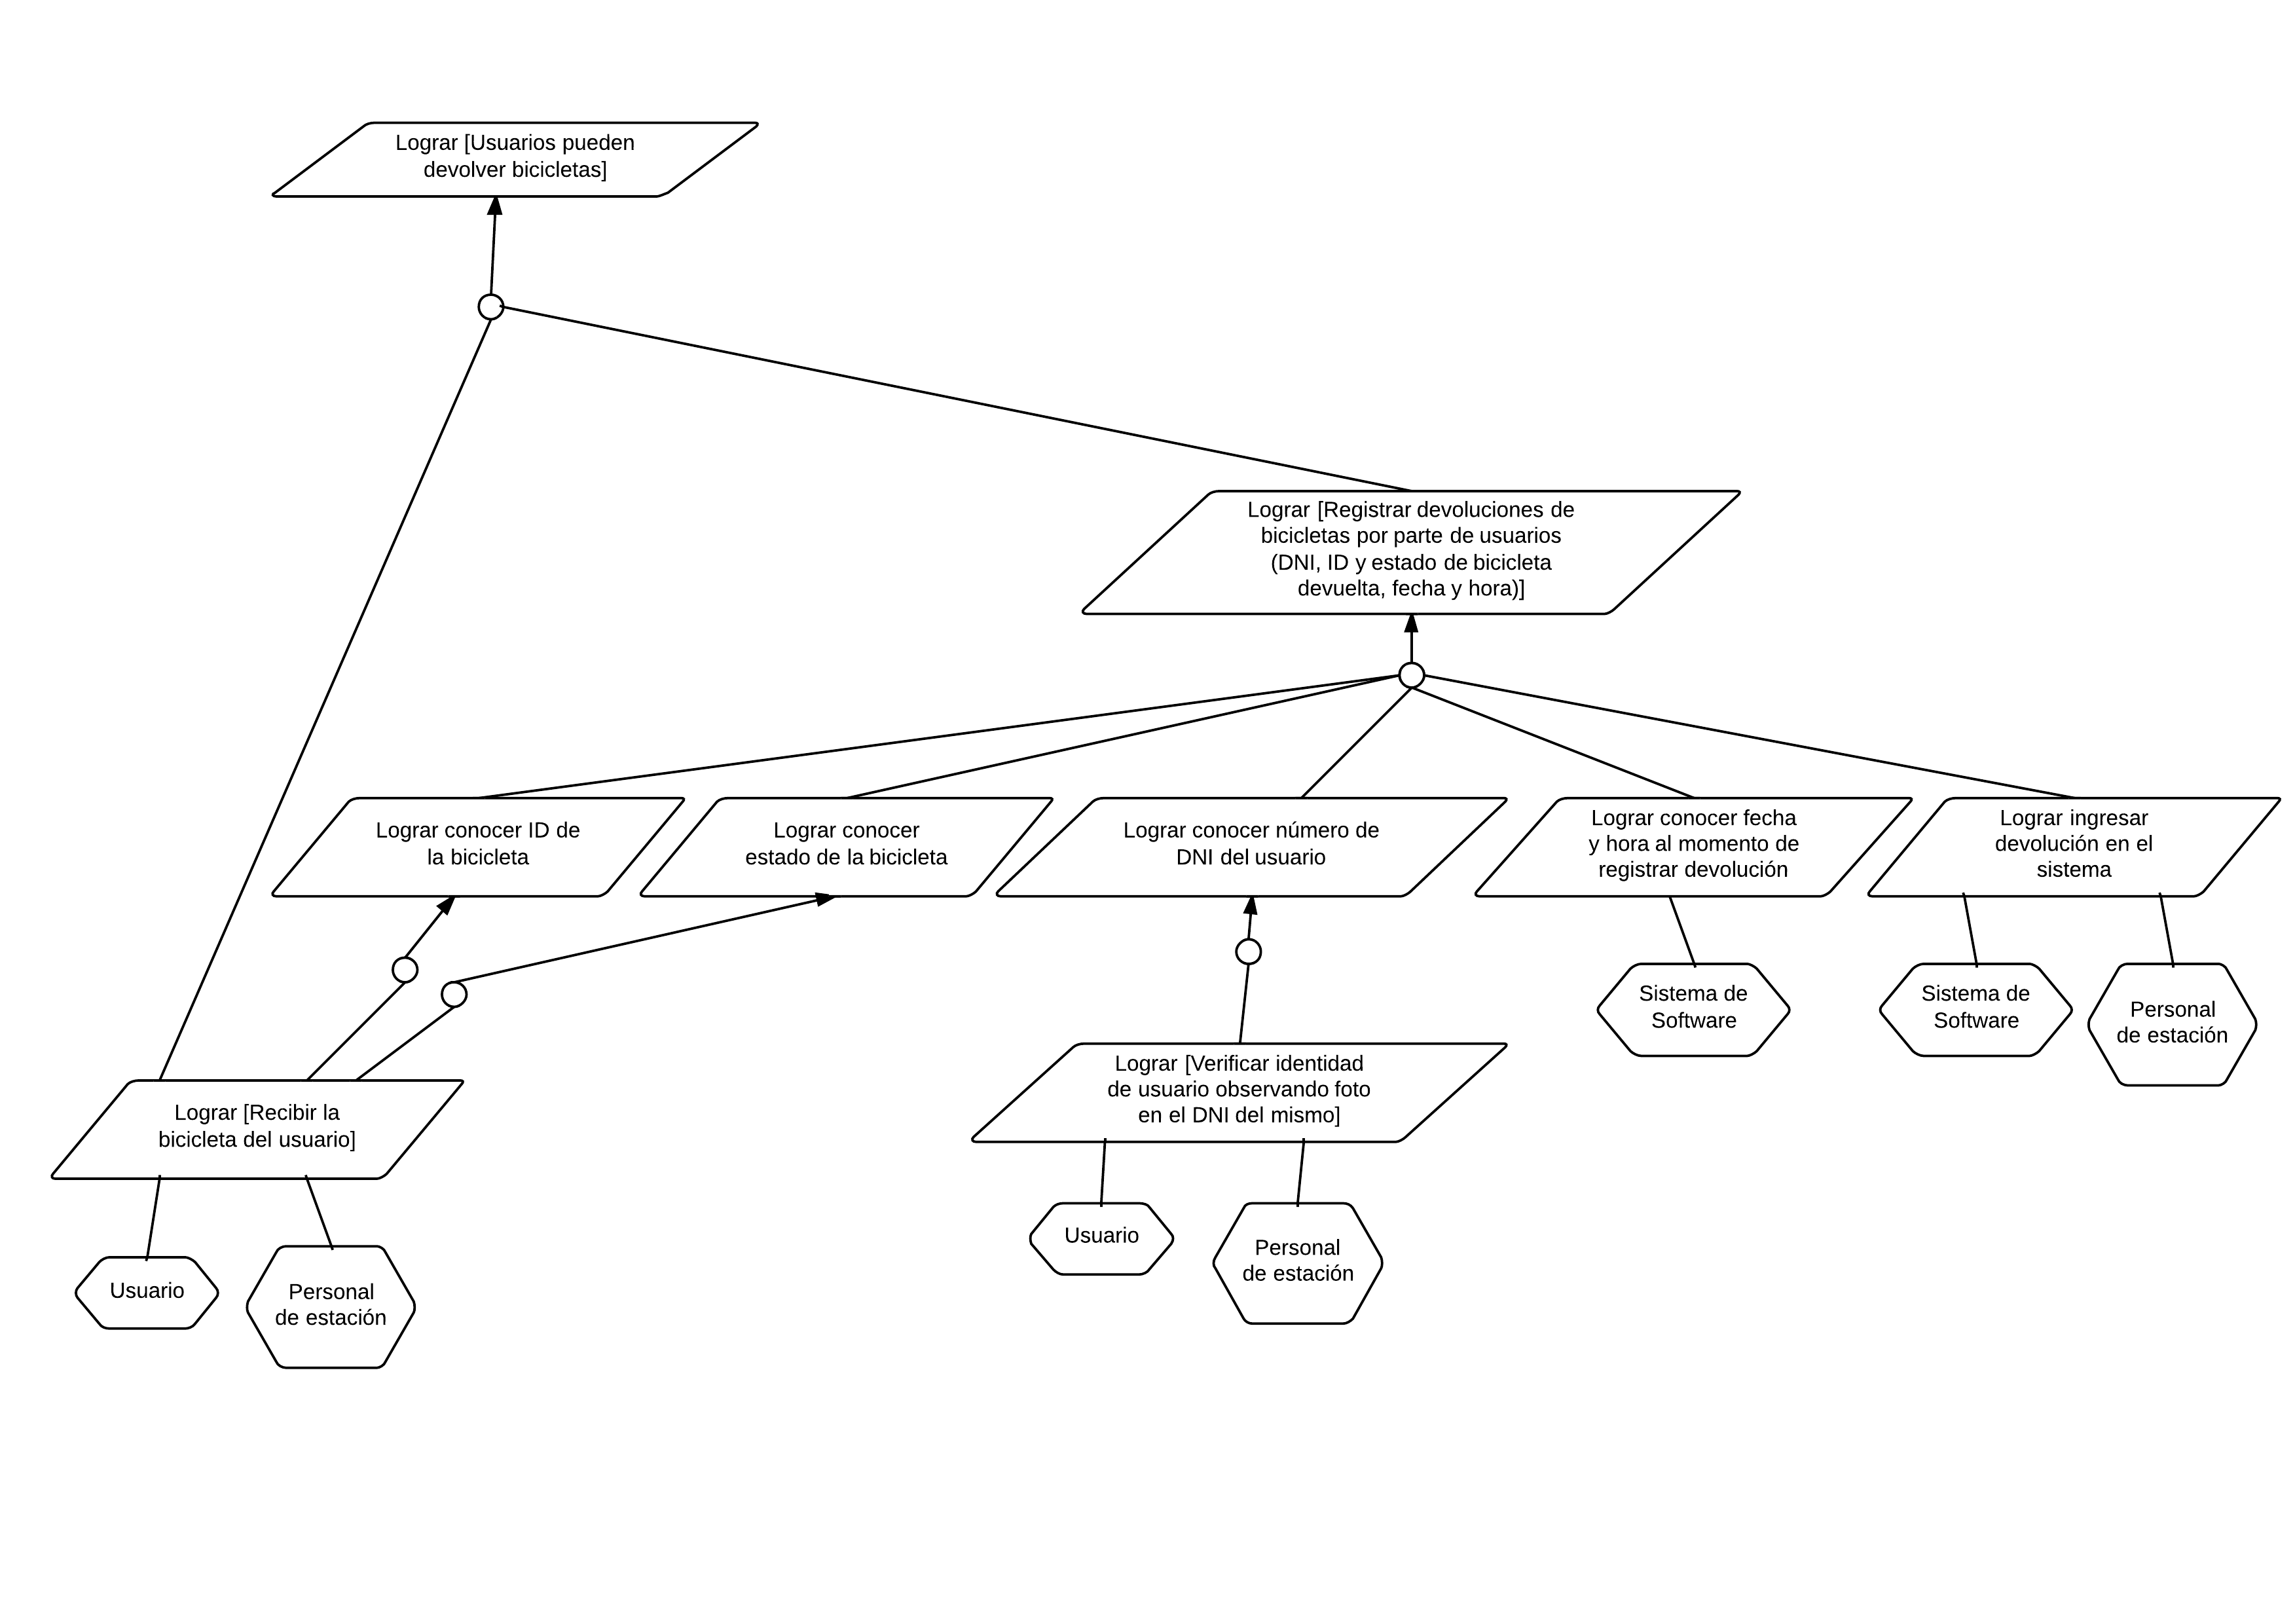 Lograr [Usuarios pueden
devolver bicicletas]
Lograr [Registrar devoluciones de
bicicletas por parte de usuarios
(DNI, ID y estado de bicicleta
devuelta, fecha y hora)]
Lograr conocer ID de
la bicicleta
Lograr conocer
estado de la bicicleta
Lograr conocer número de
DNI del usuario
Lograr conocer fecha
y hora al momento de
registrar devolución
Lograr ingresar
devolución en el
sistema
Sistema de
Software
Sistema de
Software
Personal
de estación
Lograr [Recibir la
bicicleta del usuario]
Lograr [Verificar identidad
de usuario observando foto
en el DNI del mismo]
Usuario
Personal
de estación
Usuario
Personal
de estación